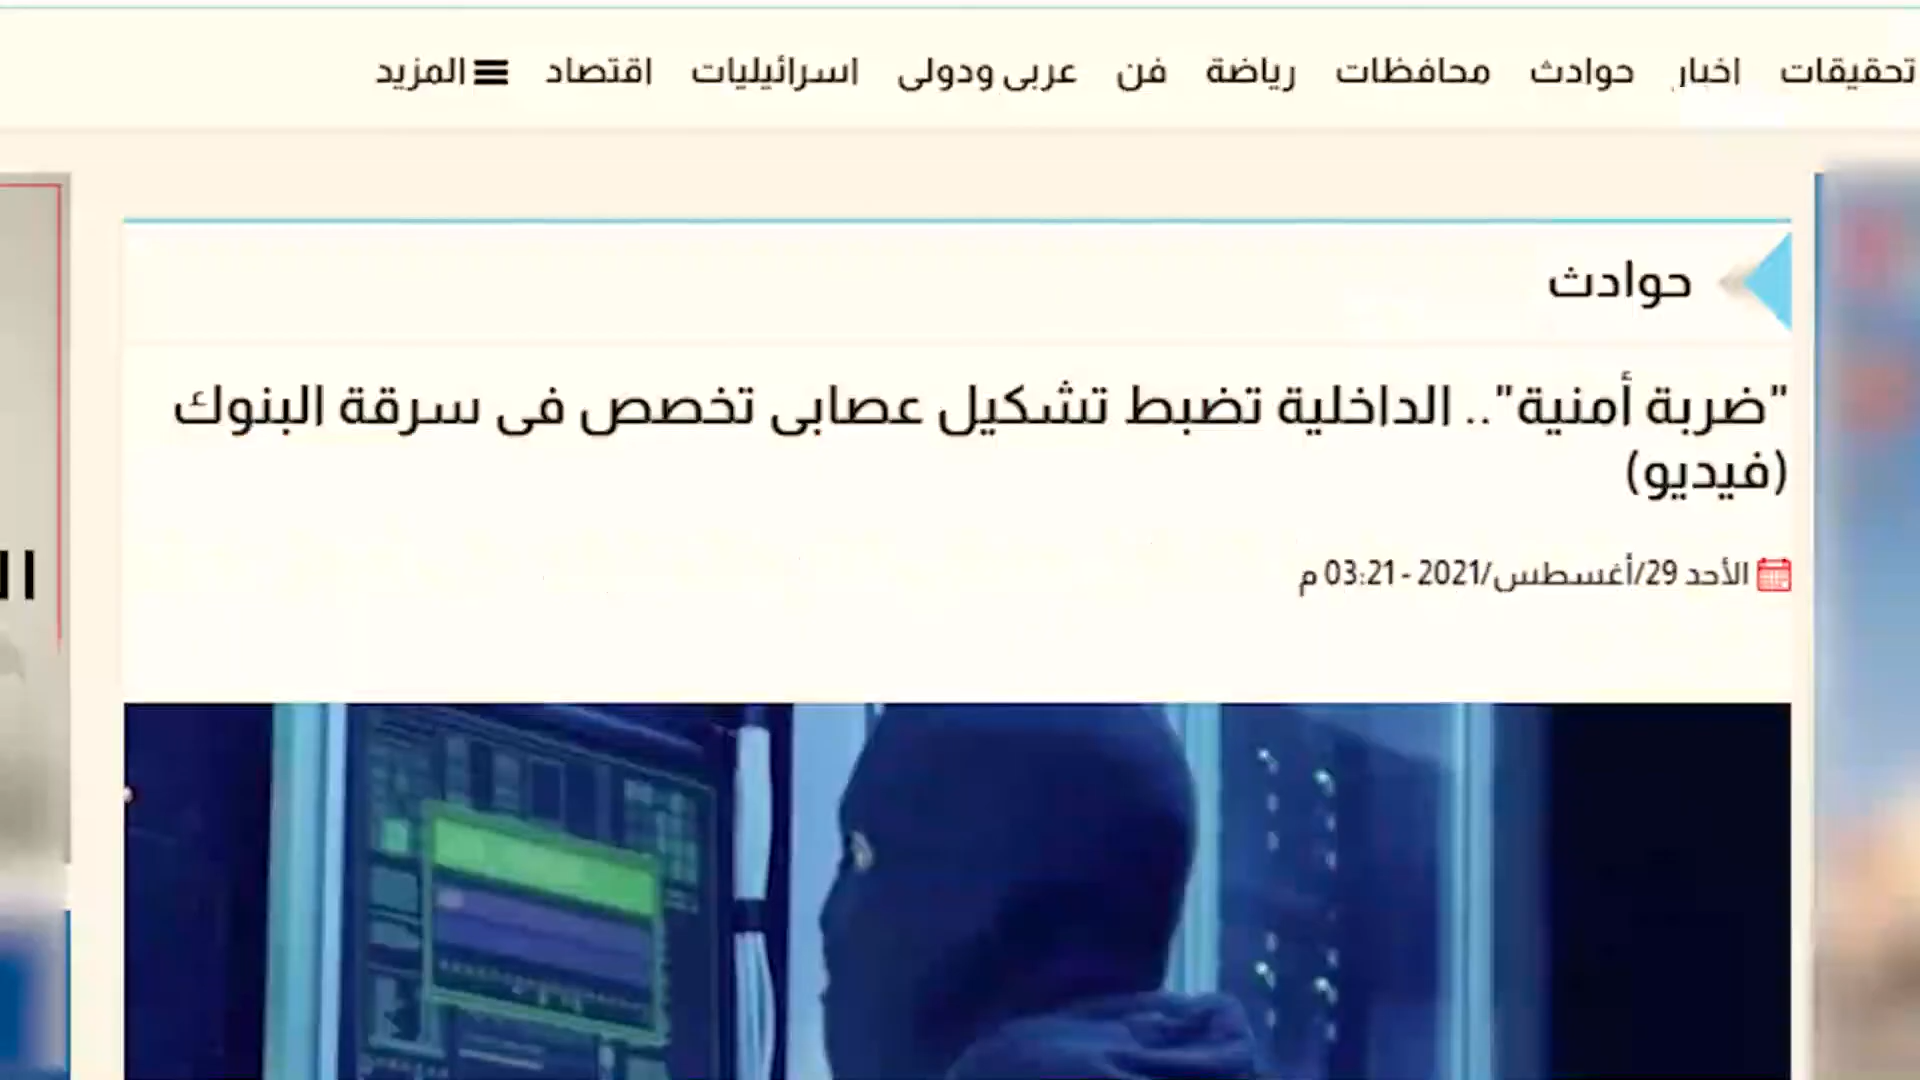 تحقيقات اخبار حوادث محافظات رياضة فن عربى ودولى اسرائيليات اقتصاد المزيد
حوادث
"ضربة أمنية".. الداخلية تضبط تشكيل عصابى تخصص فى سرقة البنوك
(فيديو)
الأحد 29/أغسطس/2021 - 03:21 م
ال